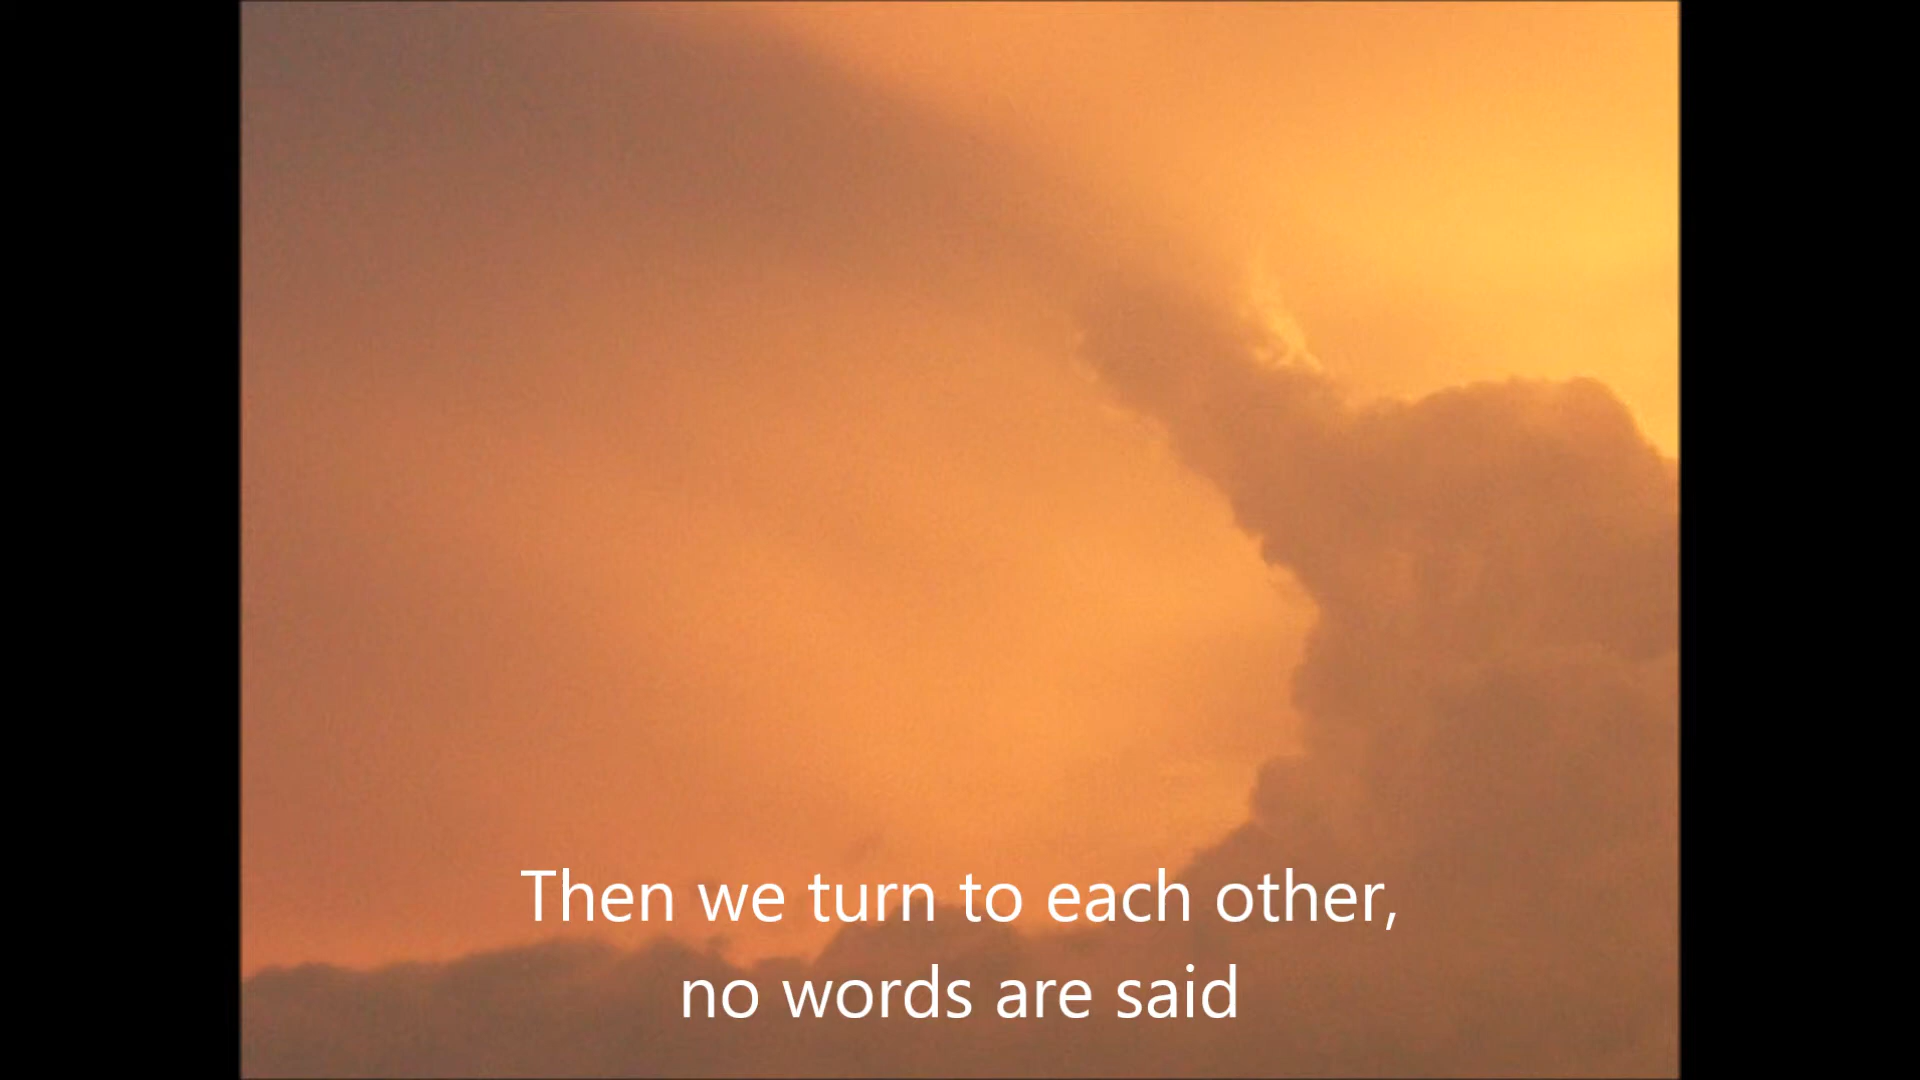 Then we turn to each other,
no words are said